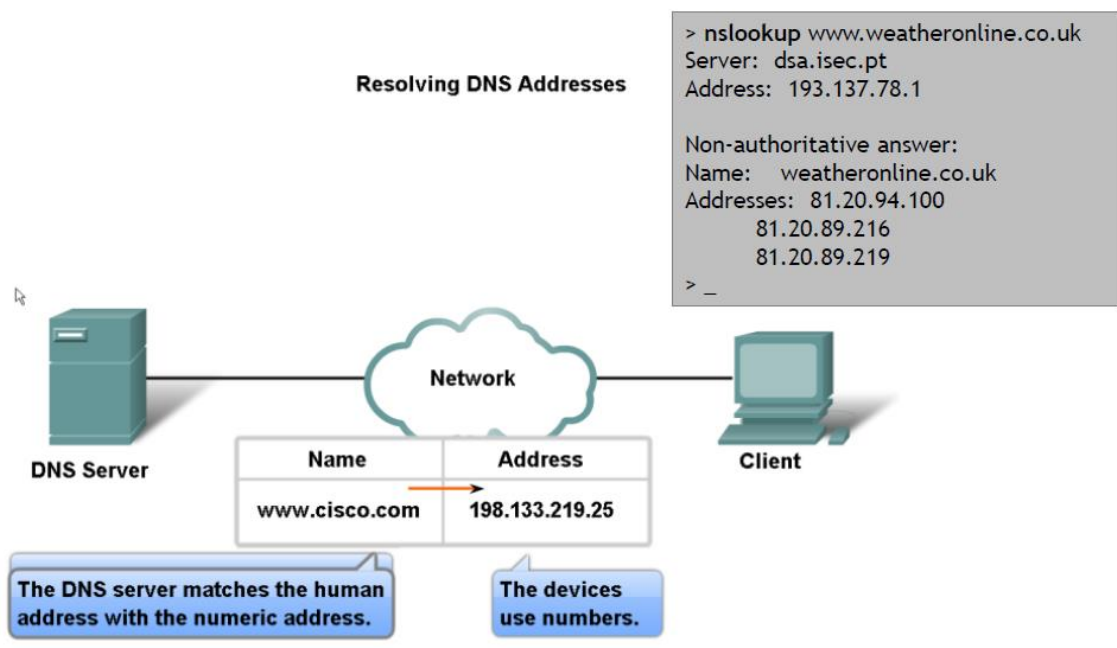 Resolving DNS Addresses
> nslookup www.weatheronline.co.uk
Server: dsa.isec.pt
Address: 193.137.78.1
Non-authoritative answer:
Name: weatheronline.co.uk
Addresses: 81.20.94.100
81.20.89.216
81.20.89.219
> _
Network
DNS Server
Client
Name Address
www.cisco.com 198.133.219.25
The DNS server matches the human
address with the numeric address.
The devices
use numbers.